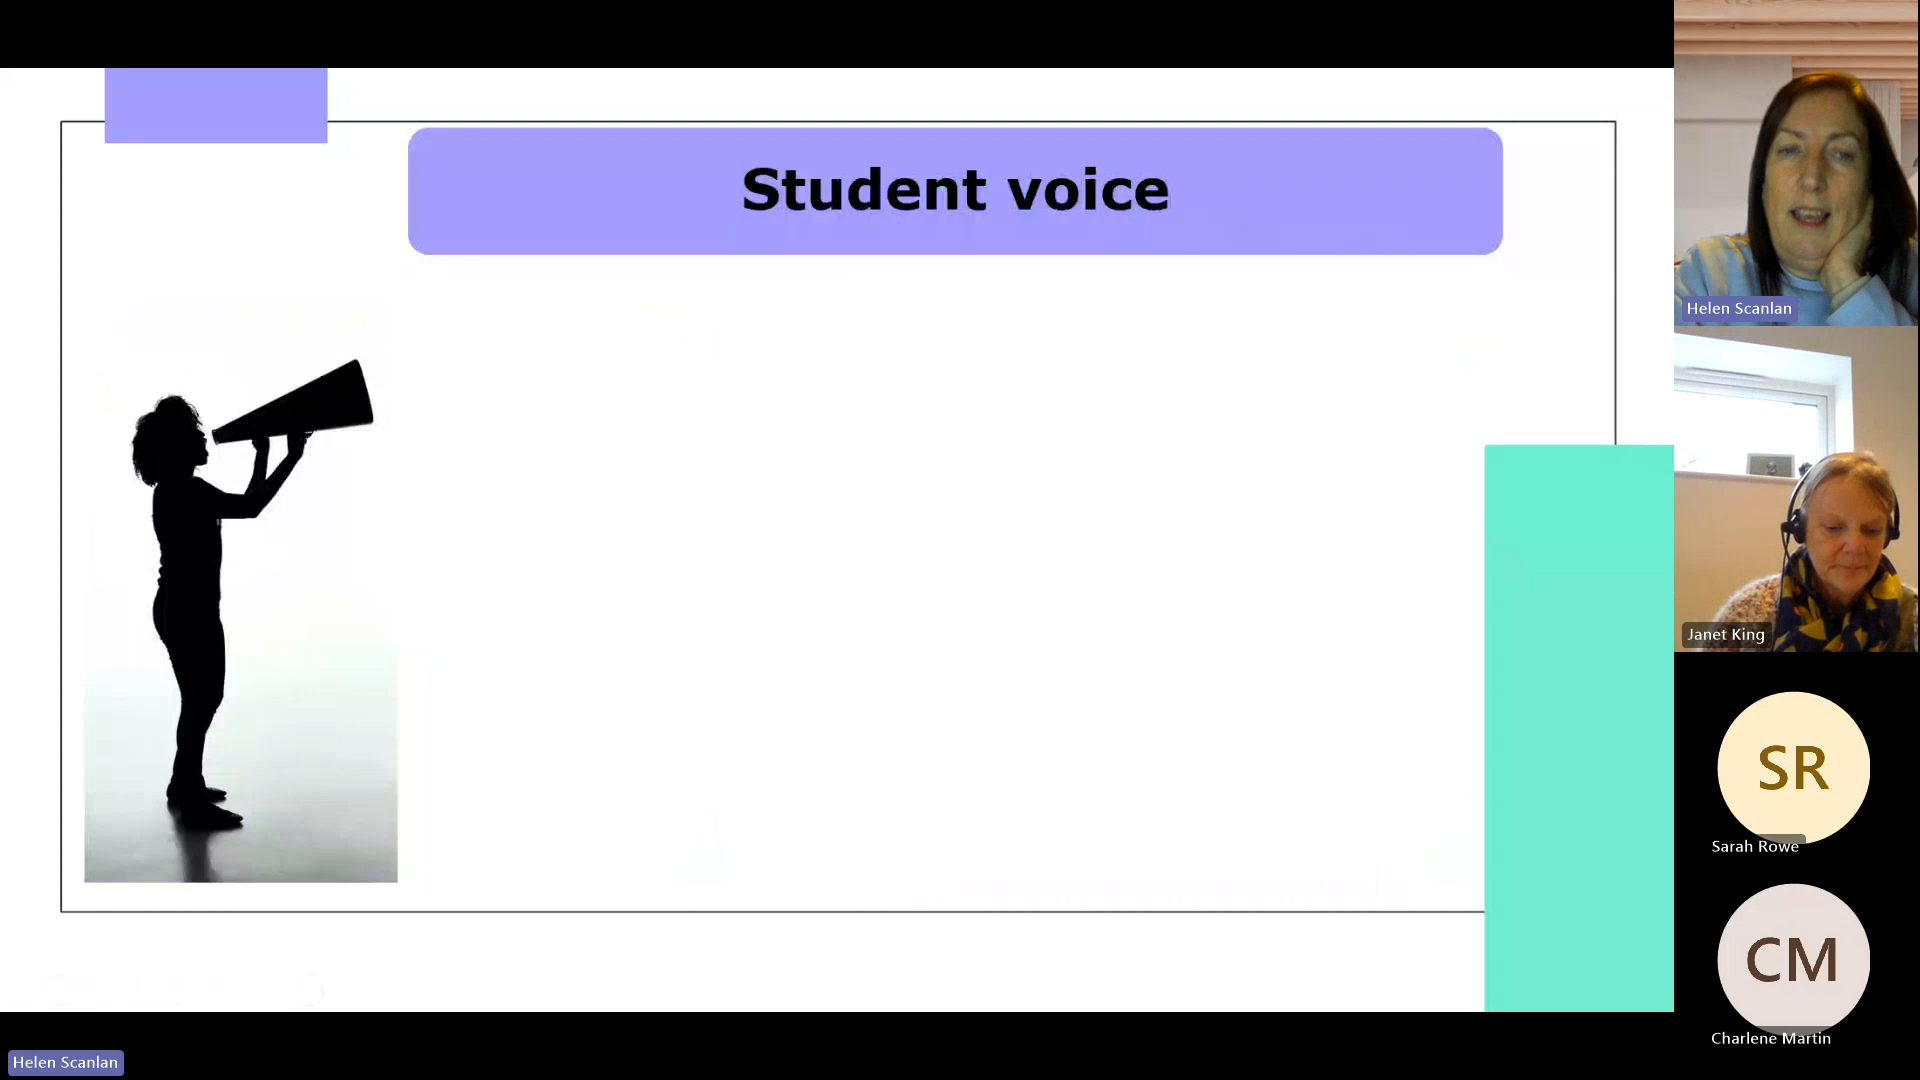 Student voice
Helen Scanlan
Janet King
SR
Sarah Rowe
CM
Charlene Martin
Helen Scanlan